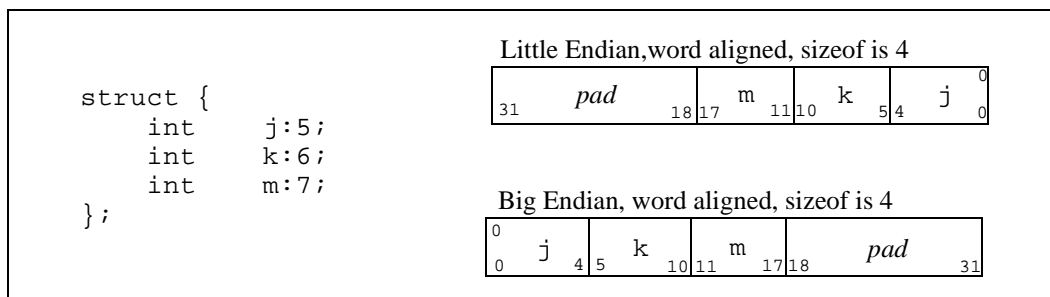 struct {
int j:5;
int k:6;
int m:7;
};
Little Endian,word aligned, sizeof is 4
0
pad m k j
31 18 17 11 10 5 4 0
Big Endian, word aligned, sizeof is 4
0
j k m pad
0 4 5 10 11 17 18 31